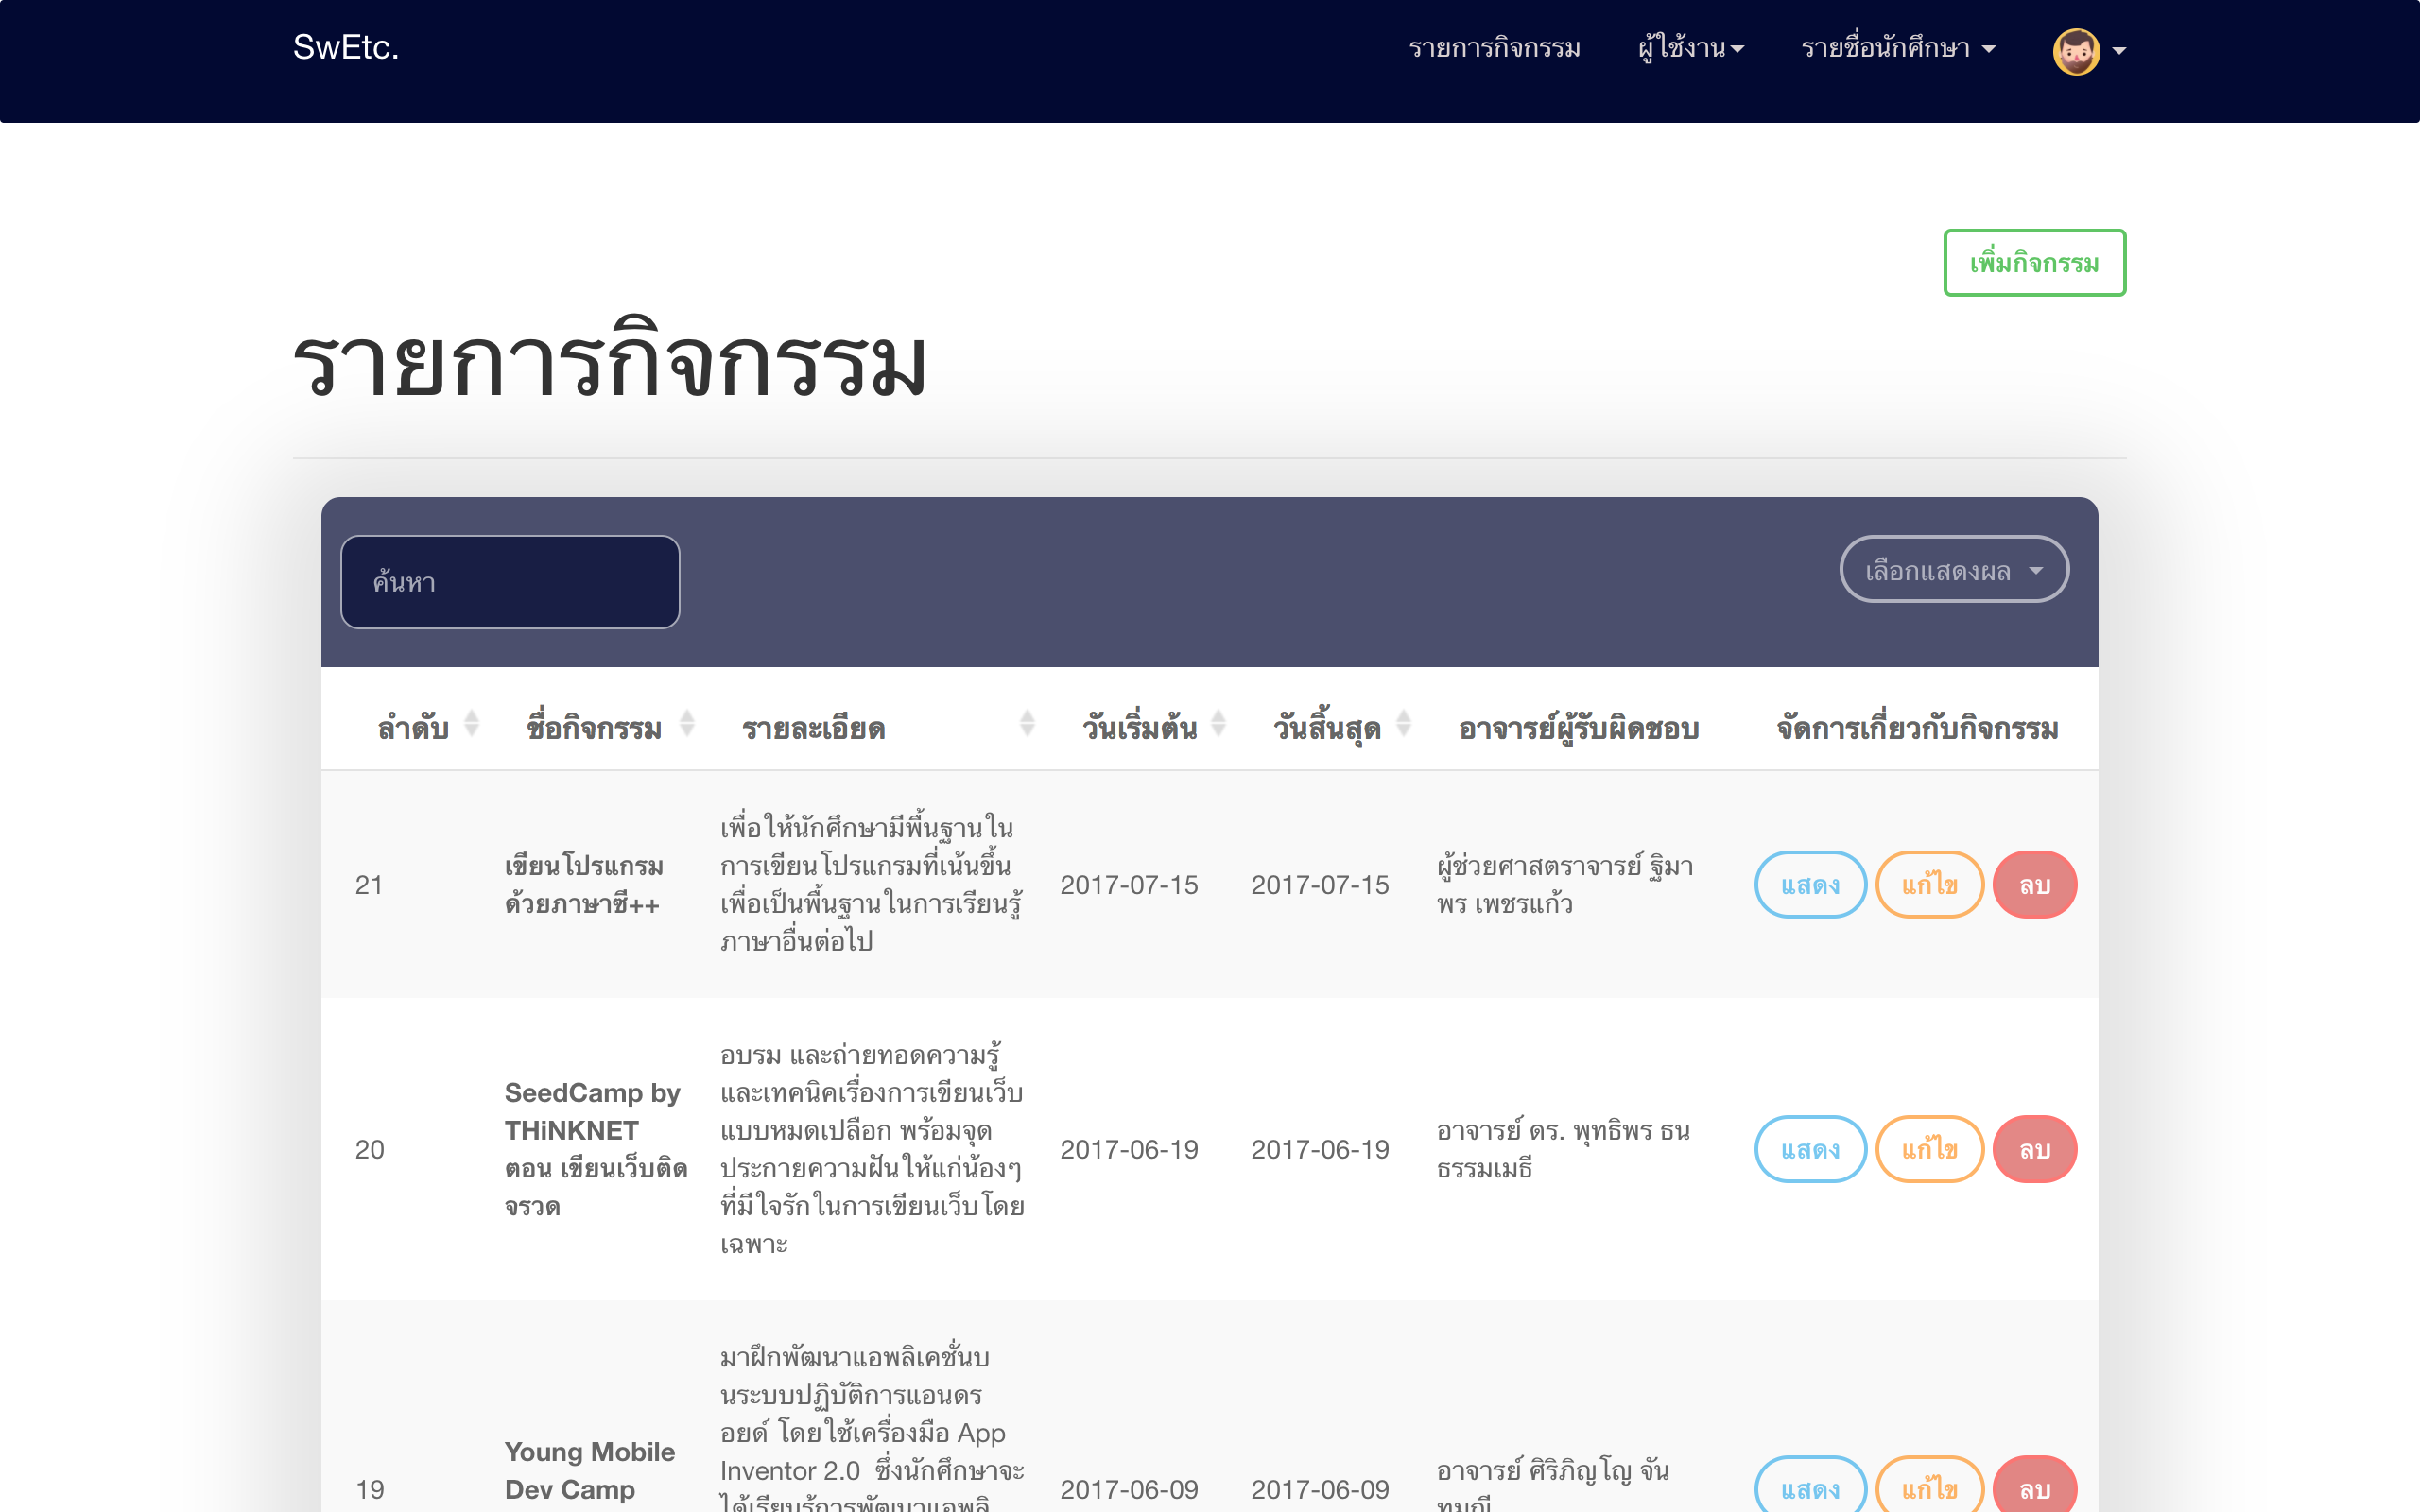 SwEtc.
รายการกิจกรรม
ผู้ใช้งาน
รายชื่อนักศึกษา
เพิ่มกิจกรรม
รายการกิจกรรม
ค้นหา
เลือกแสดงผล
ลำดับ
ชื่อกิจกรรม
รายละเอียด
วันเริ่มต้น
วันสิ้นสุด
อาจารย์ผู้รับผิดชอบ
จัดการเกี่ยวกับกิจกรรม
21
เขียนโปรแกรม
ด้วยภาษาซี++
เพื่อให้นักศึกษามีพื้นฐานใน
การเขียนโปรแกรมที่เน้นขึ้น
เพื่อเป็นพื้นฐานในการเรียนรู้
ภาษาอื่นต่อไป
2017-07-15
2017-07-15
ผู้ช่วยศาสตราจารย์ ฐิมา
พร เพชรแก้ว
แสดง
แก้ไข
ลบ
20
SeedCamp by
THiNKNET
ตอน เขียนเว็บติด
จรวด
อบรม และถ่ายทอดความรู้
และเทคนิคเรื่องการเขียนเว็บ
แบบหมดเปลือก พร้อมจุด
ประกายความฝันให้แก่น้องๆ
ที่มีใจรักในการเขียนเว็บโดย
เฉพาะ
2017-06-19
2017-06-19
อาจารย์ ดร. พุทธิพร ธน
ธรรมเมธี
แสดง
แก้ไข
ลบ
19
Young Mobile
Dev Camp
มาฝึกพัฒนาแอพลิเคชั่นบ
นระบบปฏิบัติการแอนดร
อยด์ โดยใช้เครื่องมือ App
Inventor 2.0 ซึ่งนักศึกษาจะ
ได้เรียนรู้การพัฒนาแอพลิ
2017-06-09
2017-06-09
อาจารย์ ศิริภิญโญ จัน
ทมุณี
แสดง
แก้ไข
ลบ